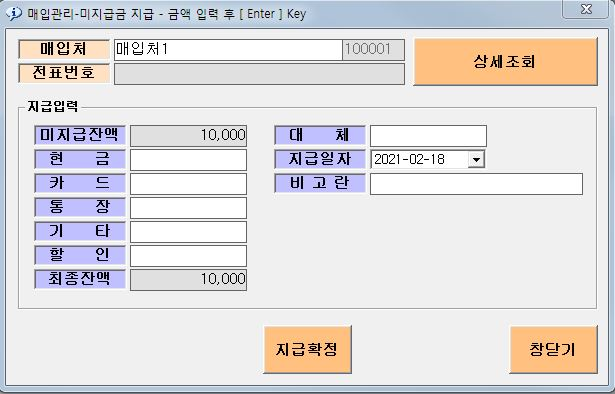 매입관리-미지급금 지급 - 금액 입력 후 [ Enter ] Key
매입처 매입처1 100001
전표번호
상세조회
지급입력
미지급잔액 10,000 대 체
현 금 지급일자 2021-02-18
카 드 비 고 란
통 장
기 타
할 인
최종잔액 10,000
지급확정 창닫기